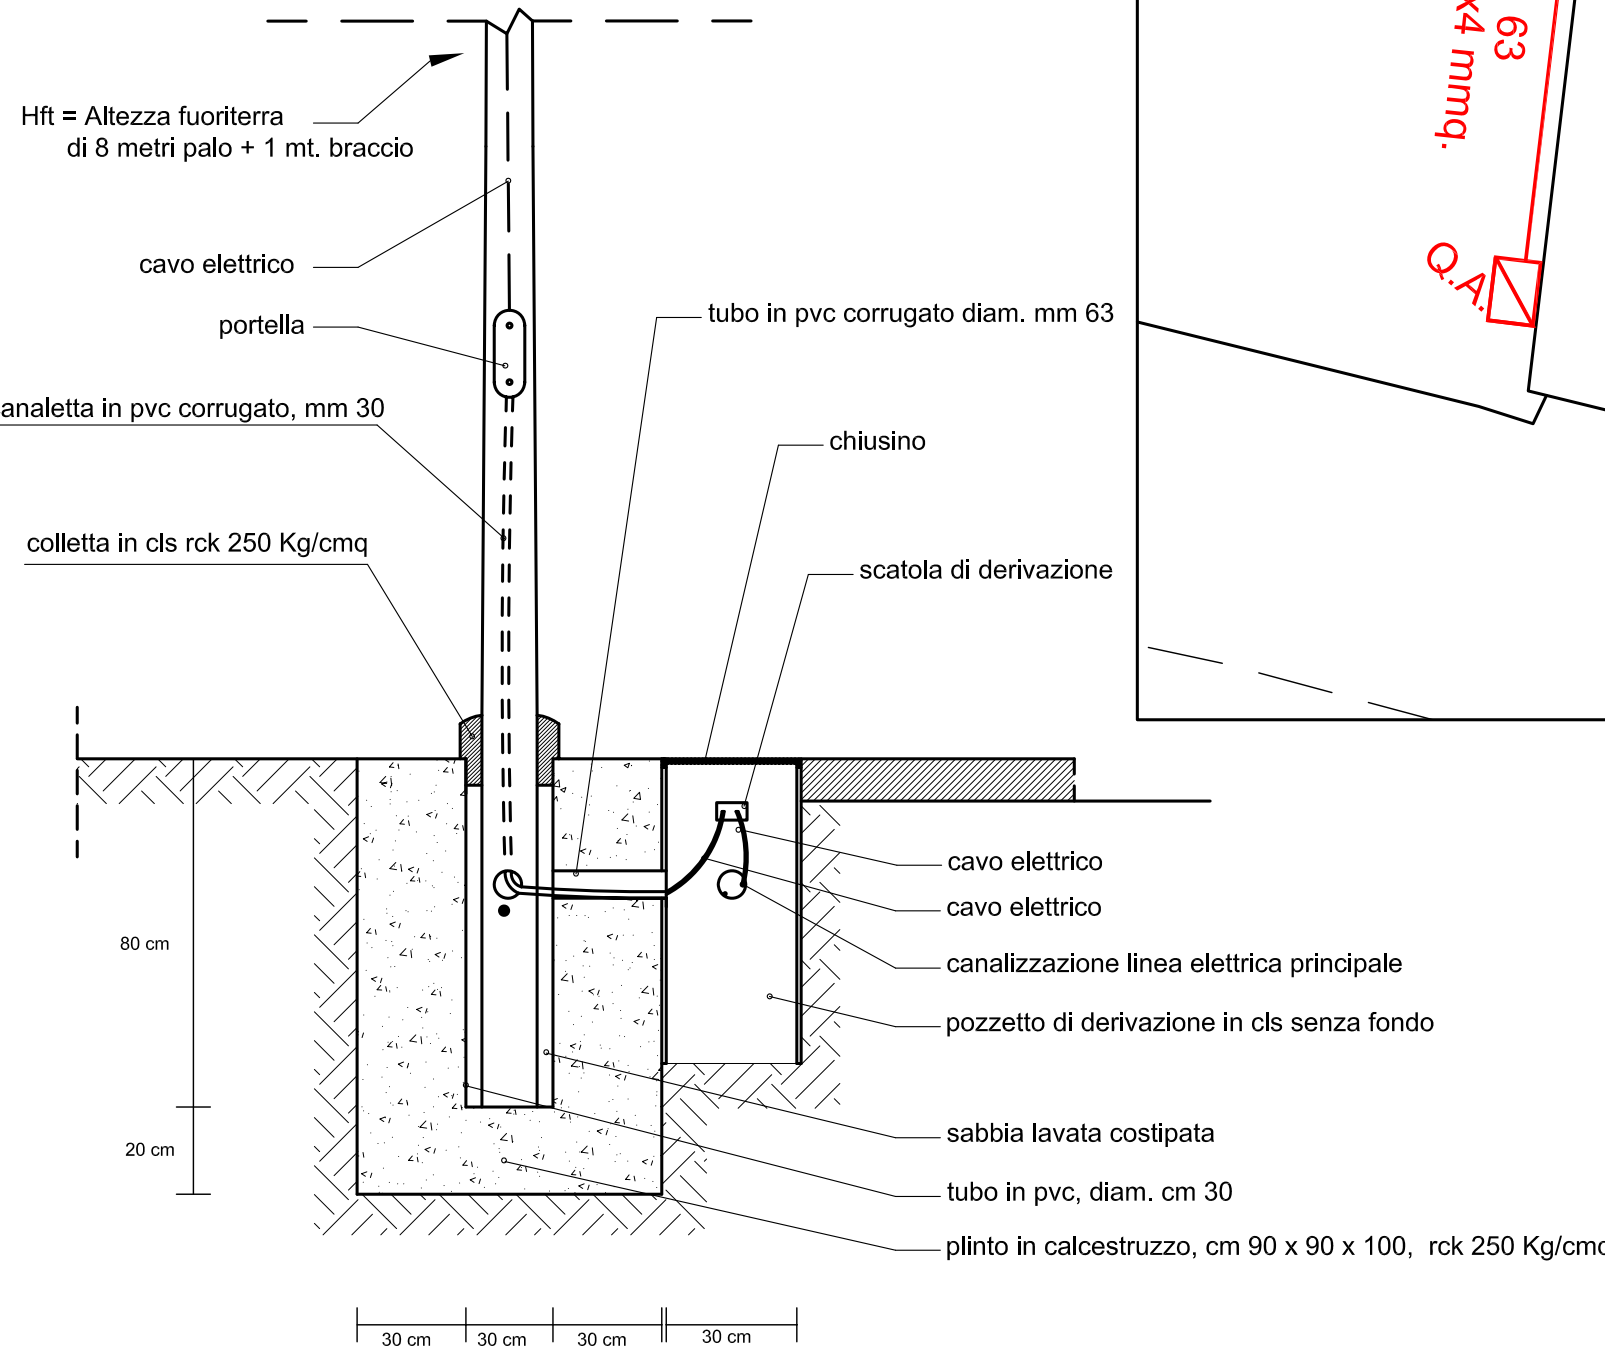 Hft = Altezza fuoriterra
di 8 metri palo + 1 mt. braccio
cavo elettrico
portella
analetta in pvc corrugato, mm 30
colletta in cls rck 250 Kg/cmq
tubo in pvc corrugato diam. mm 63
chiusino
scatola di derivazione
63
x4 mmq.
Q.A.
cavo elettrico
cavo elettrico
canalizzazione linea elettrica principale
pozzetto di derivazione in cls senza fondo
sabbia lavata costipata
tubo in pvc, diam. cm 30
plinto in calcestruzzo, cm 90 x 90 x 100, rck 250 Kg/cmq
80 cm
20 cm
30 cm
30 cm
30 cm
30 cm